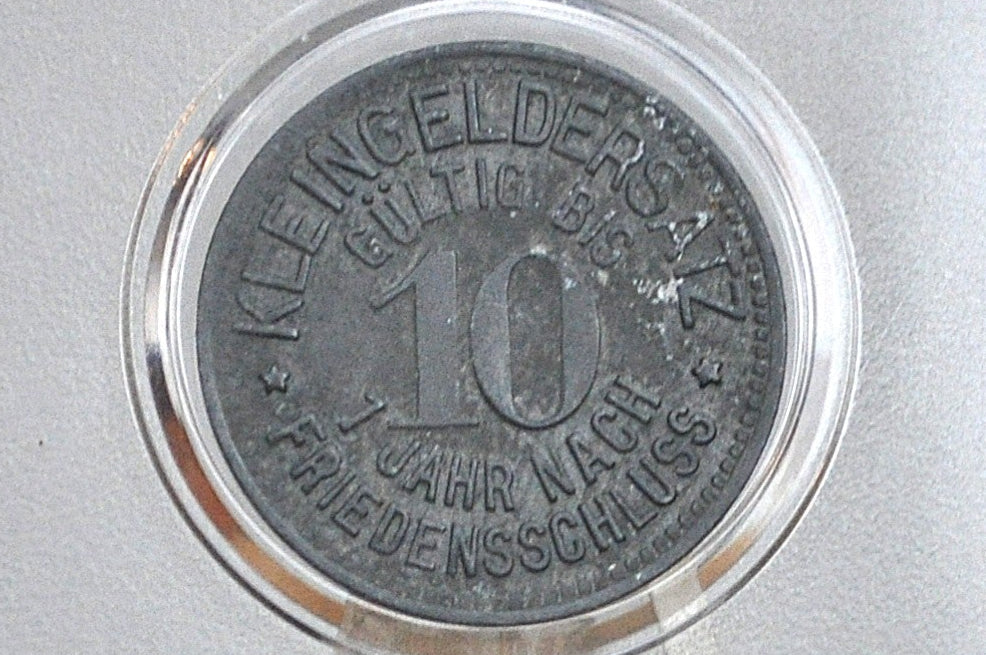 KLEINGELDERSATZ
GÜLTIG BIS
10
1 JAHR NACH
FRIEDENSSCHLUSS